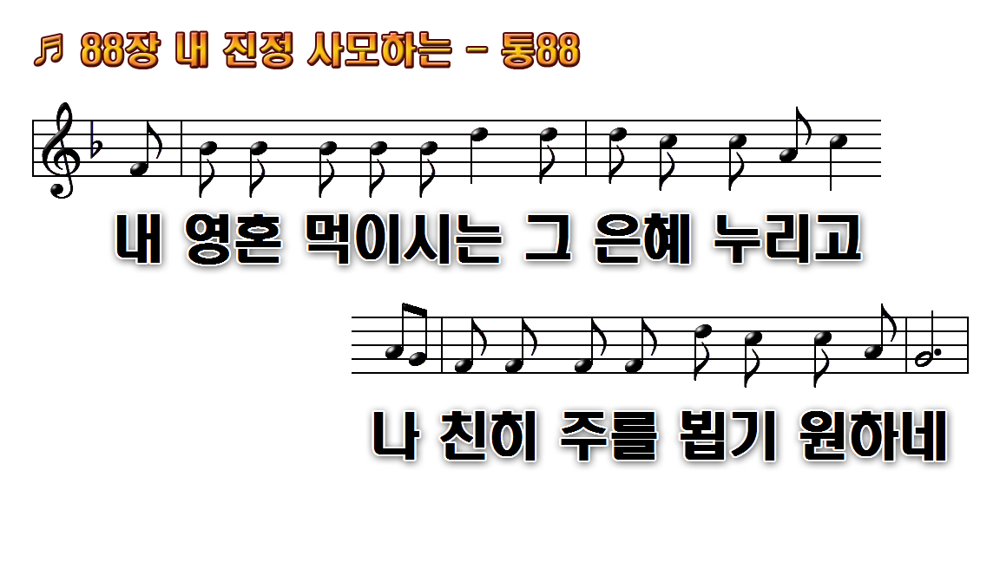 ♬ 88장 내 진정 사모하는 - 통88
내 영혼 먹이시는 그 은혜 누리고
나 친히 주를 뵙기 원하네